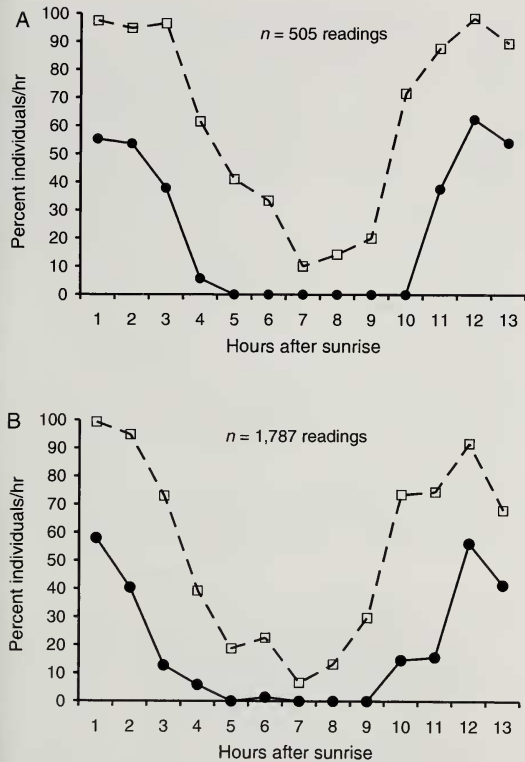 A
n = 505 readings
Percent individuals/hr
100
90
80
70
60
50
40
30
20
10
0
1 2 3 4 5 6 7 8 9 10 11 12 13
Hours after sunrise
B
n = 1,787 readings
Percent individuals/hr
100
90
80
70
60
50
40
30
20
10
0
1 2 3 4 5 6 7 8 9 10 11 12 13
Hours after sunrise